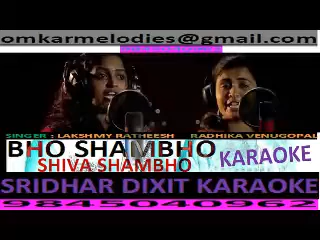 omkarmelodies@gmail.com
SINGER : LAKSHMY RATHEESH RADHIKA VENUGOPAL
BHO SHAMBHO
SHIVA SHAMBHO
KARAOKE
SRIDHAR DIXIT KARAOKE
9845040962